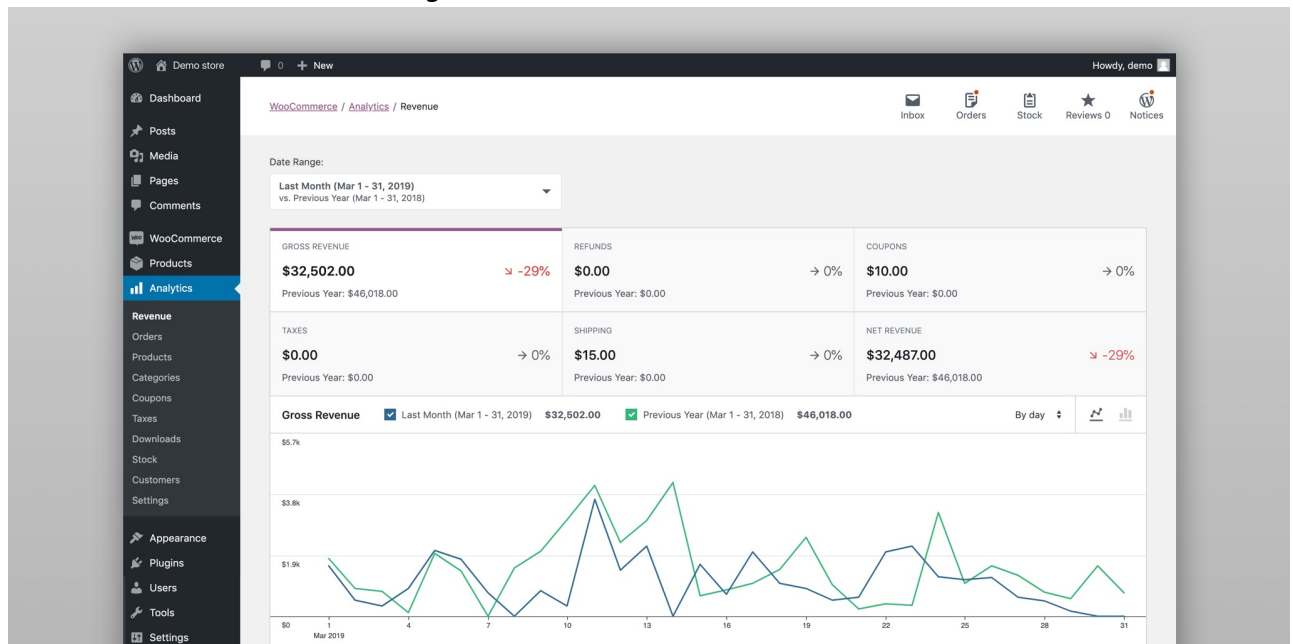 Demo store
0
New
Howdy, demo
Dashboard
Posts
Media
Pages
Comments
WooCommerce
Products
Analytics
Revenue
Orders
Products
Categories
Coupons
Taxes
Downloads
Stock
Customers
Settings
Appearance
Plugins
Users
Tools
Settings
WooCommerce / Analytics / Revenue
Inbox
Orders
Stock
Reviews 0
Notices
Date Range:
Last Month (Mar 1 - 31, 2019)
vs. Previous Year (Mar 1 - 31, 2018)
GROSS REVENUE
$32,502.00 -29%
Previous Year: $46,018.00
REFUNDS
$0.00 0%
Previous Year: $0.00
COUPONS
$10.00 0%
Previous Year: $0.00
TAXES
$0.00 0%
Previous Year: $0.00
SHIPPING
$15.00 0%
Previous Year: $0.00
NET REVENUE
$32,487.00 -29%
Previous Year: $46,018.00
Gross Revenue Last Month (Mar 1 - 31, 2019) $32,502.00 Previous Year (Mar 1 - 31, 2018) $46,018.00 By day
$5.7k
$3.8k
$1.9k
$0 1 4 7 10 13 16 19 22 25 28 31
Mar 2019